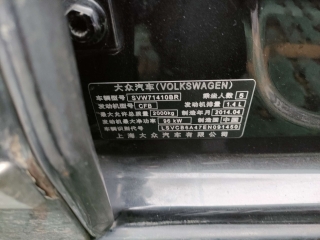 大众汽车(VOLKSWAGEN)
车辆型号 SVW71410BR 乘座人数 5
发动机型号 CFB 发动机排量 1.4 L
最大允许总质量 2000kg 制造年月 2014.04
发动机最大净功率 96 kW 制造国 中国
车辆识别代号
上海大众汽车有限公司